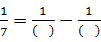 1/7 = 1/( ) − 1/( )